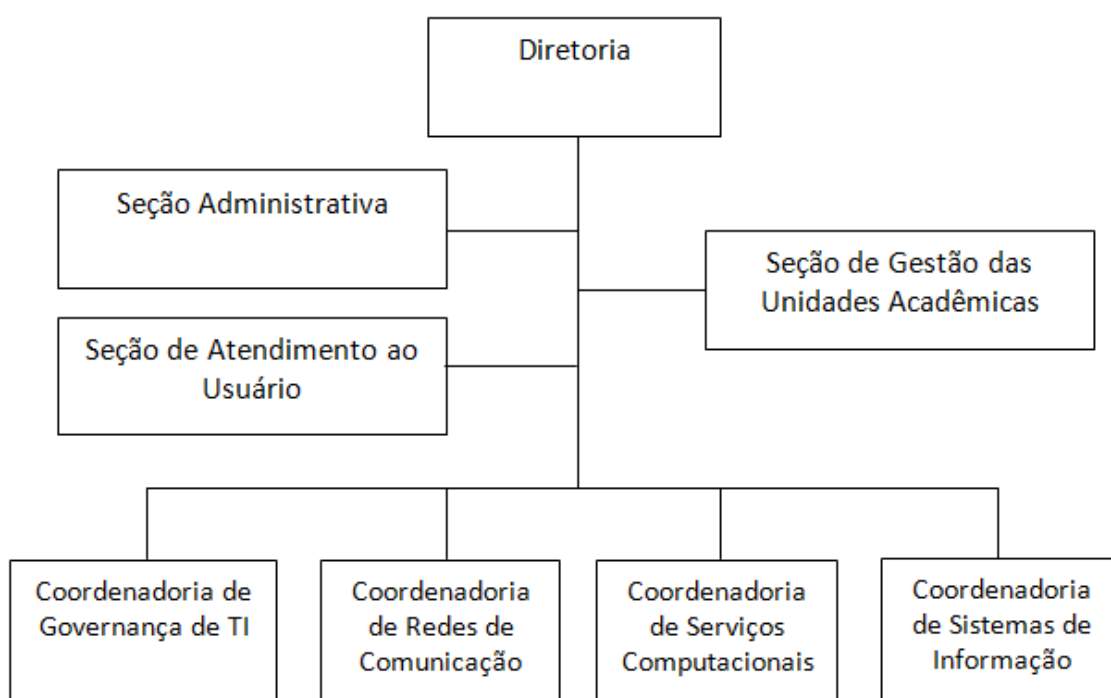 Diretoria
Seção Administrativa
Seção de Gestão das
Unidades Acadêmicas
Seção de Atendimento ao
Usuário
Coordenadoria de
Governança de TI
Coordenadoria
de Redes de
Comunicação
Coordenadoria
de Serviços
Computacionais
Coordenadoria
de Sistemas de
Informação